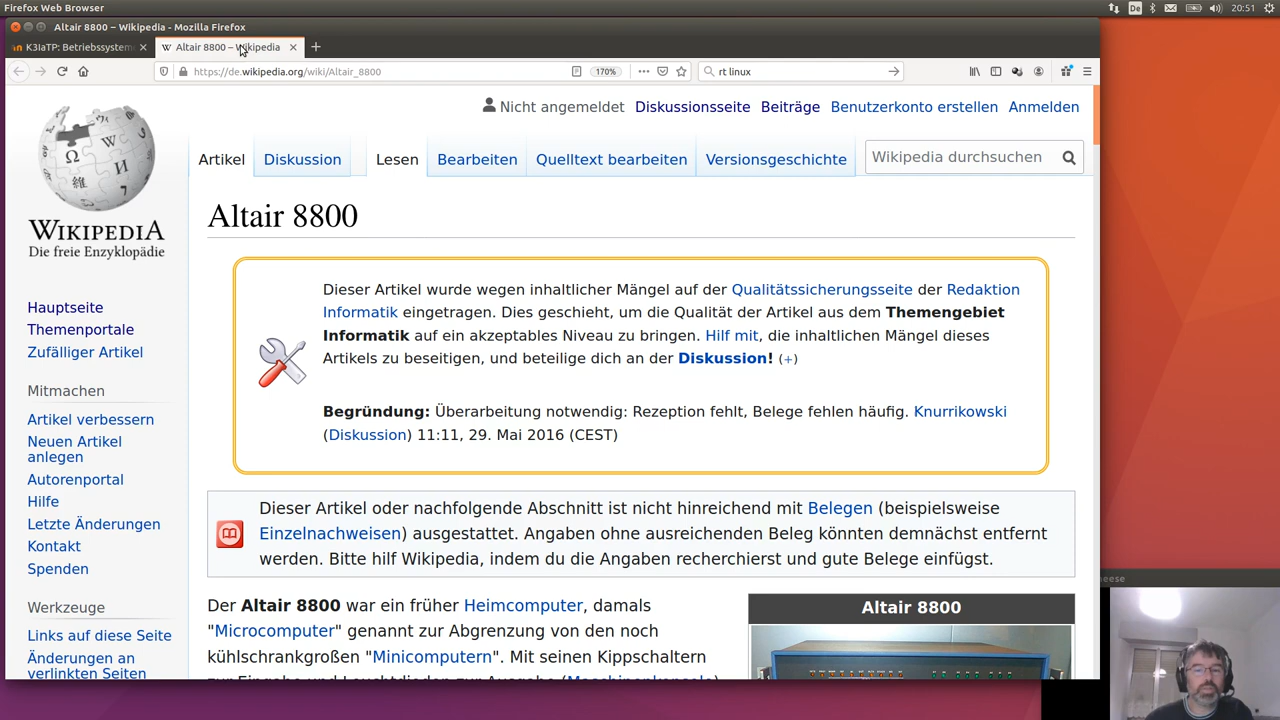 Firefox Web Browser
De
20:51
Altair 8800 – Wikipedia - Mozilla Firefox
K3IaTP: Betriebssystem
Altair 8800 – Wikipedia
https://de.wikipedia.org/wiki/Altair_8800
170%
rt linux
Nicht angemeldet Diskussionsseite Beiträge Benutzerkonto erstellen Anmelden
Artikel Diskussion Lesen Bearbeiten Quelltext bearbeiten Versionsgeschichte
Wikipedia durchsuchen
WIKIPEDIA
Die freie Enzyklopädie
Hauptseite
Themenportale
Zufälliger Artikel
Mitmachen
Artikel verbessern
Neuen Artikel
anlegen
Autorenportal
Hilfe
Letzte Änderungen
Kontakt
Spenden
Werkzeuge
Links auf diese Seite
Änderungen an
verlinkten Seiten
Altair 8800
Dieser Artikel wurde wegen inhaltlicher Mängel auf der Qualitätssicherungsseite der Redaktion
Informatik eingetragen. Dies geschieht, um die Qualität der Artikel aus dem Themengebiet
Informatik auf ein akzeptables Niveau zu bringen. Hilf mit, die inhaltlichen Mängel dieses
Artikels zu beseitigen, und beteilige dich an der Diskussion! (+)
Begründung: Überarbeitung notwendig: Rezeption fehlt, Belege fehlen häufig. Knurrikowski
(Diskussion) 11:11, 29. Mai 2016 (CEST)
Dieser Artikel oder nachfolgende Abschnitt ist nicht hinreichend mit Belegen (beispielsweise
Einzelnachweisen) ausgestattet. Angaben ohne ausreichenden Beleg könnten demnächst entfernt
werden. Bitte hilf Wikipedia, indem du die Angaben recherchierst und gute Belege einfügst.
Der Altair 8800 war ein früher Heimcomputer, damals
"Microcomputer" genannt zur Abgrenzung von den noch
kühlschrankgroßen "Minicomputern". Mit seinen Kippschaltern
Altair 8800